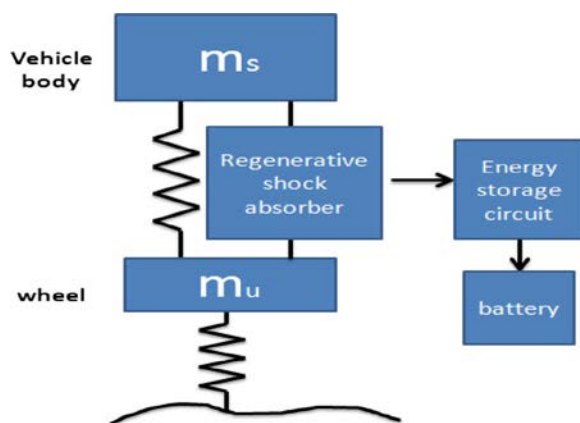 Vehicle
body
ms
Regenerative
shock
absorber
Energy
storage
circuit
wheel
mu
battery